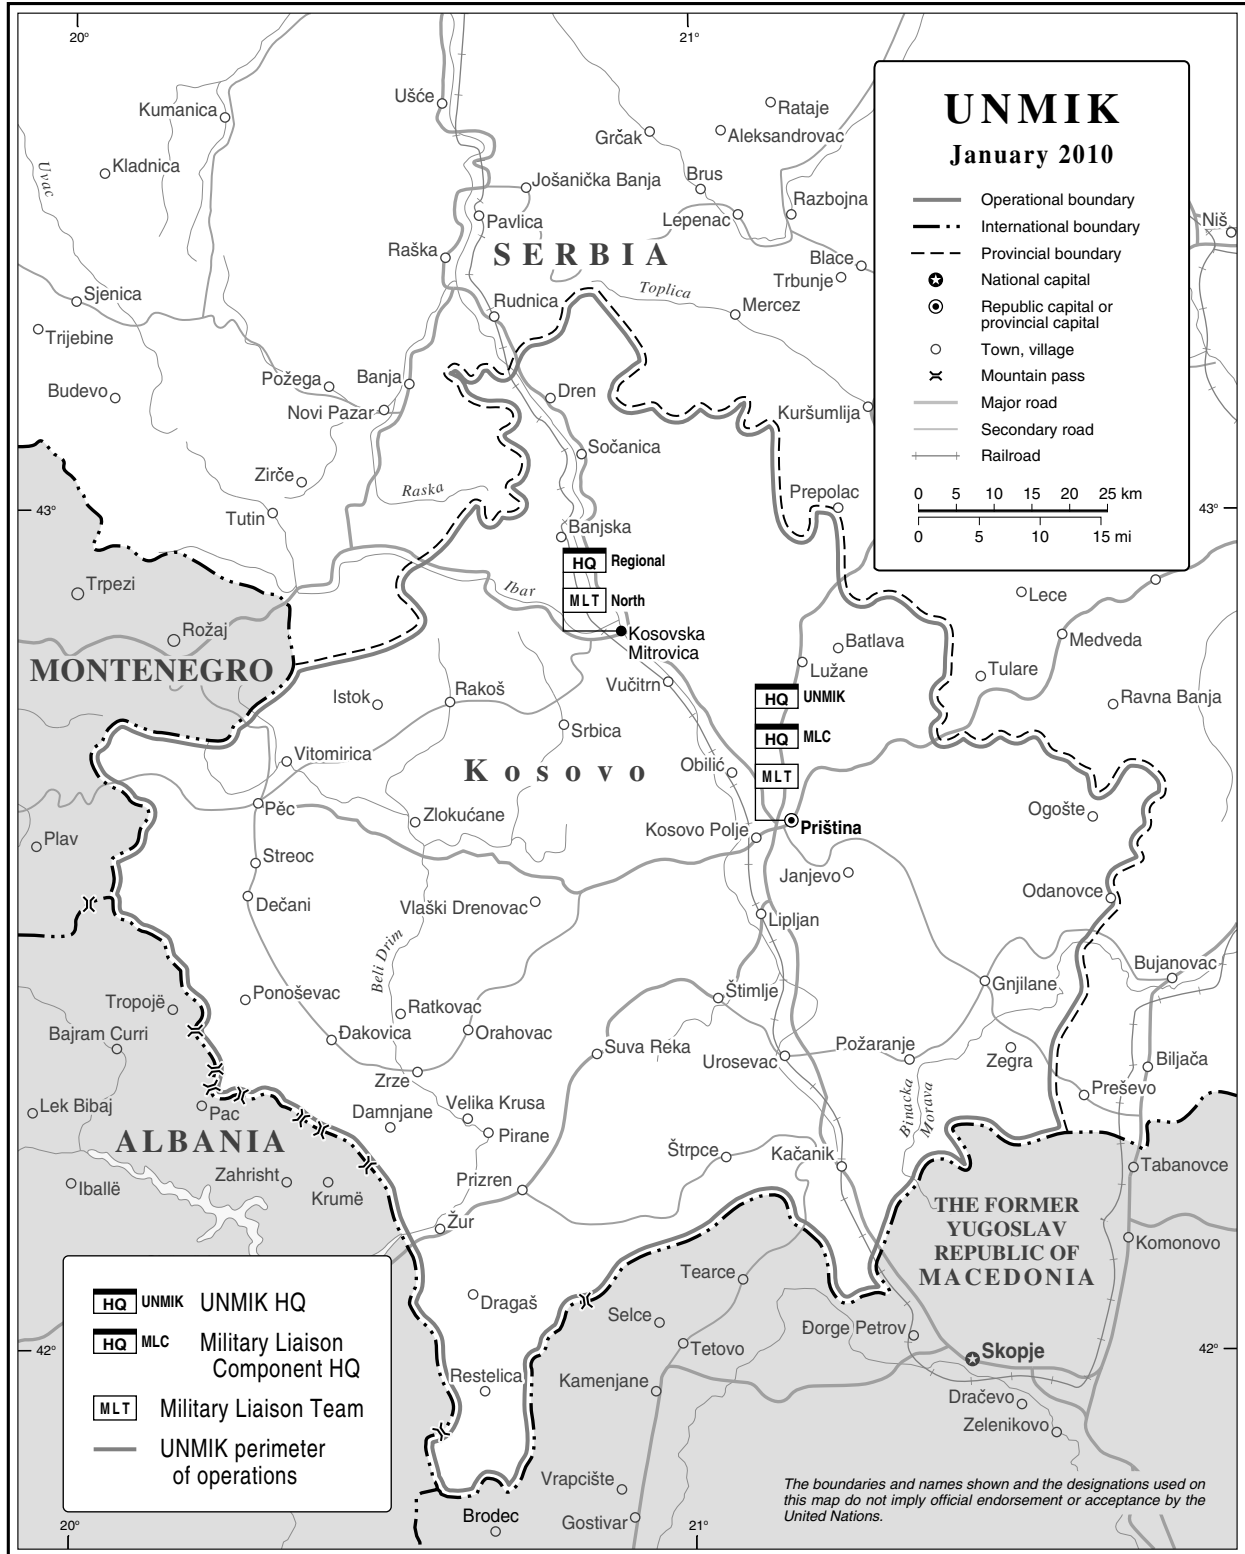 20°
21°
UNMIK
January 2010
Operational boundary
International boundary
Provincial boundary
National capital
Republic capital or
provincial capital
Town, village
Mountain pass
Major road
Secondary road
Railroad
0 5 10 15 20 25 km
0 5 10 15 mi
Ušće
Kumanica
Kladnica
Uvac
Rataje
Grčak
Aleksandrovac
Jošanička Banja
Brus
Razbojna
Lepenac
Pavlica
Niš
Raška
SERBIA
Blace
Trbunje
Toplica
Sjenica
Rudnica
Mercez
Trijebine
Požega
Banja
Budevo
Dren
Novi Pazar
Kuršumlija
Sočanica
Zirče
Raska
Prepolac
43°
43°
Tutin
Banjska
HQ Regional
Ibar
MLT North
Trpezi
Lece
Rožaj
Kosovska
Mitrovica
Batlava
Medveda
MONTENEGRO
Lužane
Tulare
Vučitrn
Istok
Rakoš
HQ UNMIK
Ravna Banja
Srbica
HQ MLC
Vitomirica
Kosovo
Obilić
MLT
Pěc
Zlokućane
Ogošte
Kosovo Polje
Priština
Plav
Streoc
Janjevo
Dečani
Vlaški Drenovac
Odanovce
Lipljan
Beli Drim
Bujanovac
Ponoševac
Štimlje
Gnjilane
Tropojë
Ratkovac
Bajram Curri
Đakovica
Orahovac
Suva Reka
Požaranje
Urosevac
Zegra
Biljača
Zrze
Preševo
Lek Bibaj
Pac
Damnjane
Velika Krusa
Binacka
Morava
ALBANIA
Pirane
Štrpce
Kačanik
Tabanovce
Iballë
Zahrisht
Krumë
Prizren
THE FORMER
YUGOSLAV
REPUBLIC OF
MACEDONIA
Žur
Komonovo
Tearce
HQ UNMIK UNMIK HQ
Dragaš
Selce
HQ MLC Military Liaison
Component HQ
Đorge Petrov
42°
42°
Tetovo
Skopje
Restelica
Kamenjane
MLT Military Liaison Team
Dračevo
Zelenikovo
UNMIK perimeter
of operations
Vrapcište
Brodec
Gostivar
The boundaries and names shown and the designations used on
this map do not imply official endorsement or acceptance by the
United Nations.
20°
21°